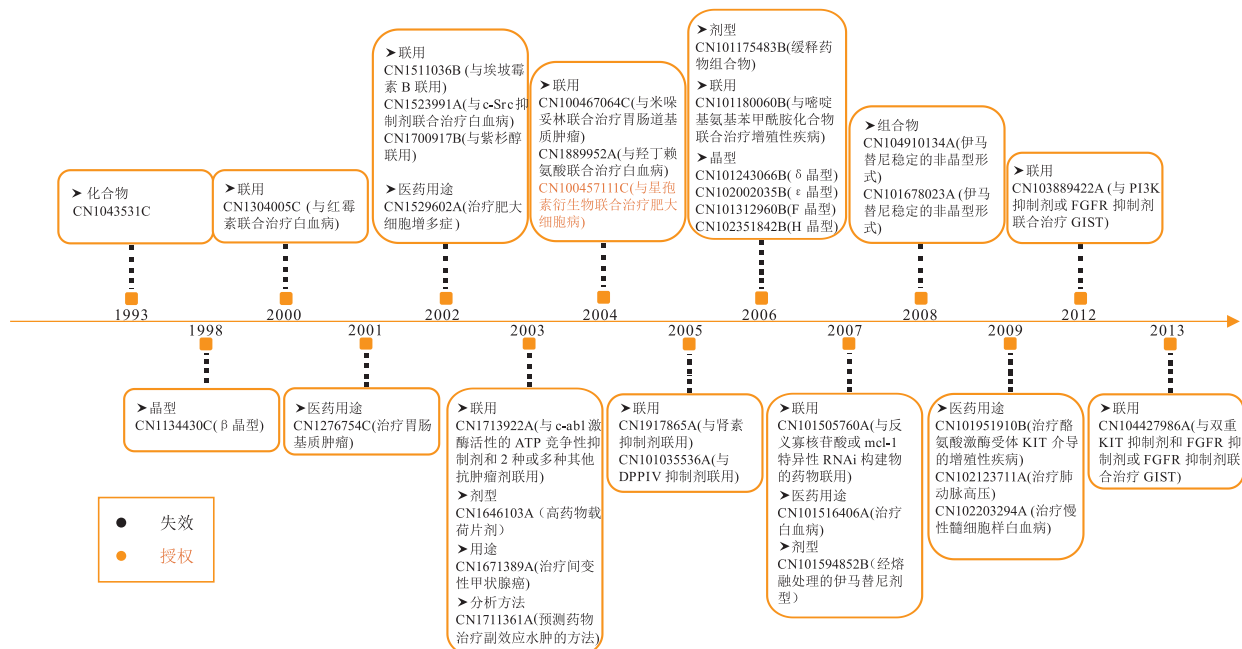 ➤化合物
CN1043531C
➤联用
CN1304005C(与红霉
素联合治疗白血病)
➤联用
CN1511036B (与埃坡霉
素 B 联用)
CN1523991A(与c-Src抑
制剂联合治疗白血病)
CN1700917B(与紫杉醇
联用)
➤医药用途
CN1529602A(治疗肥大
细胞增多症)
➤联用
CN100467064C(与米哚
妥林联合治疗胃肠道基
质肿瘤)
CN1889952A(与羟丁赖
氨酸联合治疗白血病)
CN100457111C(与星孢
素衍生物联合治疗肥大
细胞病)
➤剂型
CN101175483B(缓释药
物组合物)
➤联用
CN101180060B(与嘧啶
基氨基苯甲酰胺化合物
联合治疗增殖性疾病)
➤晶型
CN101243066B(δ晶型)
CN102002035B(ε晶型)
CN101312960B(F 晶型)
CN102351842B(H 晶型)
➤组合物
CN104910134A(伊马
替尼稳定的非晶型形
式)
CN101678023A(伊马
替尼稳定的非晶型形
式)
➤联用
CN103889422A(与 PI3K
抑制剂或 FGFR 抑制剂
联合治疗 GIST)
1993
2000
2002
2004
2006
2008
2012
1998
2001
2003
2005
2007
2009
2013
➤晶型
CN1134430C(β晶型)
➤医药用途
CN1276754C(治疗胃肠
基质肿瘤)
➤联用
CN1713922A(与c-ab1激
酶活性的 ATP 竞争性抑
制剂和 2 种或多种其他
抗肿瘤剂联用)
➤剂型
CN1646103A（高药物载
荷片剂）
➤用途
CN1671389A(治疗间变
性甲状腺癌)
➤分析方法
CN1711361A(预测药物
治疗副效应水肿的方法)
➤联用
CN1917865A(与肾素
抑制剂联用)
CN101035536A(与
DPPIV 抑制剂联用)
➤联用
CN101505760A(与反
义寡核苷酸或mcl-1
特异性 RNAi 构建物
的药物联用)
➤医药用途
CN101516406A(治疗
白血病)
➤剂型
CN101594852B(经熔
融处理的伊马替尼剂
型）
➤医药用途
CN101951910B(治疗酪
氨酸激酶受体 KIT 介导
的增殖性疾病)
CN102123711A(治疗肺
动脉高压)
CN102203294A(治疗慢
性髓细胞样白血病)
➤联用
CN104427986A(与双重
KIT 抑制剂和 FGFR 抑
制剂或FGFR 抑制剂联
合治疗 GIST)
● 失效
授权